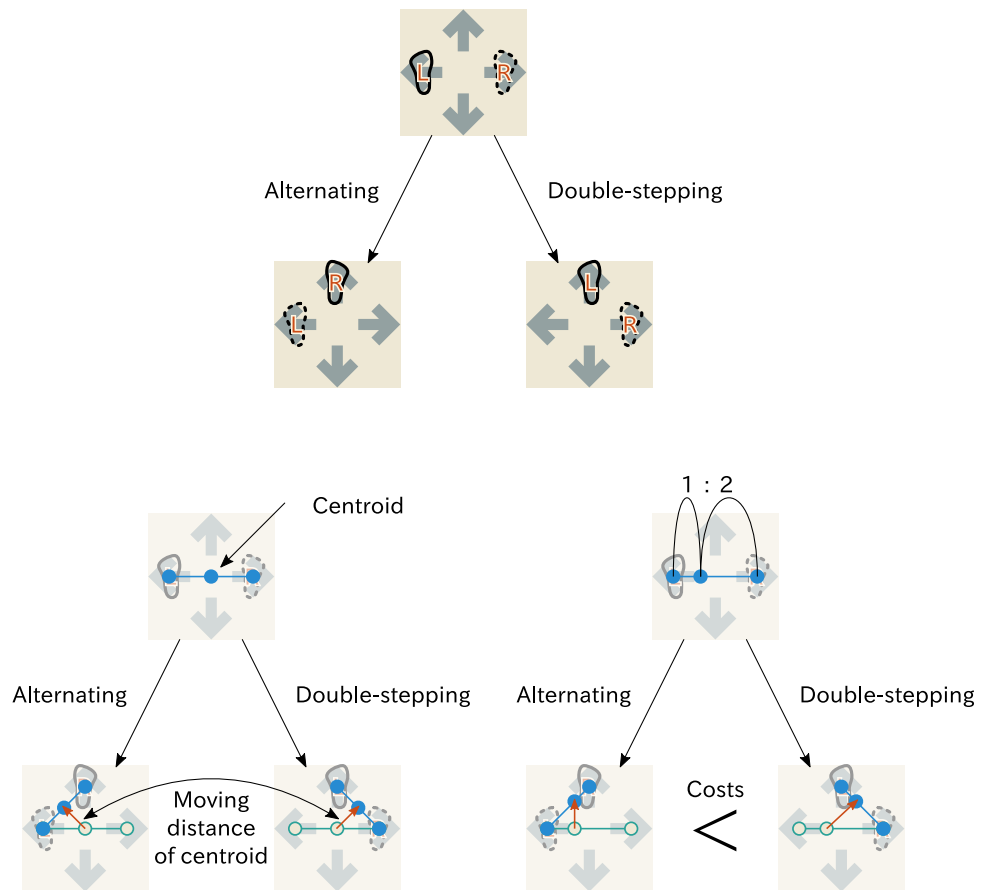 L
R
Alternating
Double-stepping
R
L
L
R
Centroid
1 : 2
Alternating
Double-stepping
Alternating
Double-stepping
Moving
distance
of centroid
Costs
<